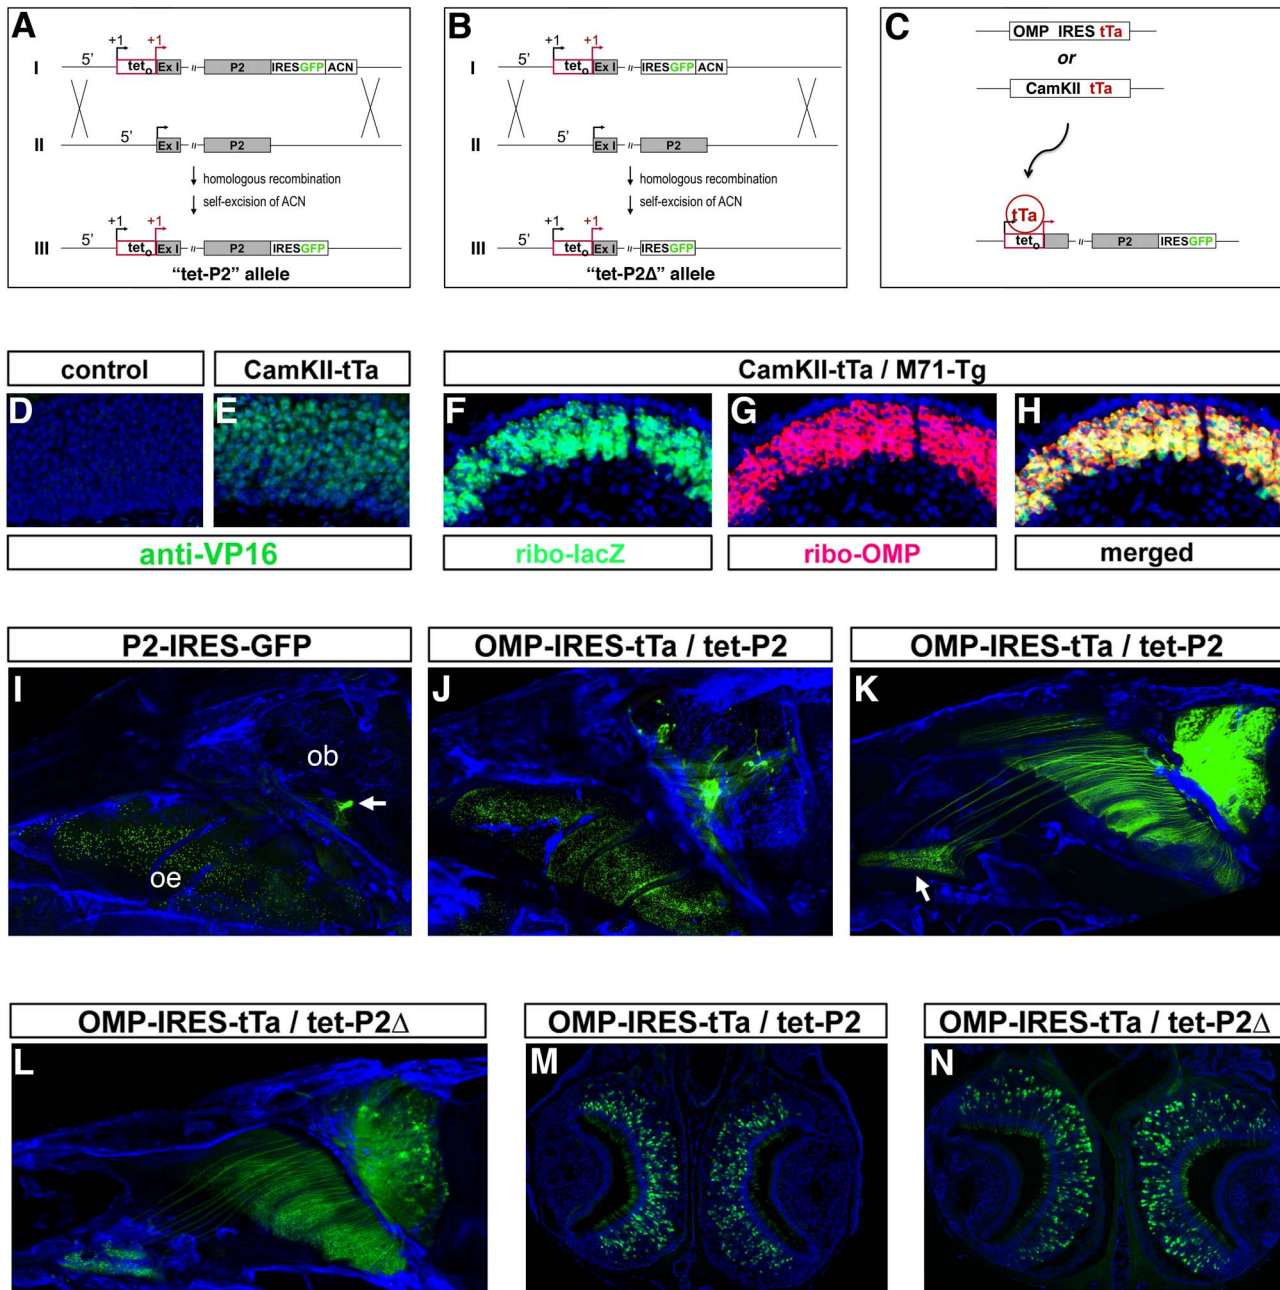 A
+1 +1
5'
I
teto Ex I // P2 IRESGFP ACN
5'
II
Ex I // P2
homologous recombination
self-excision of ACN
+1 +1
5'
III
teto Ex I // P2 IRESGFP
“tet-P2” allele
B
+1 +1
5'
I
teto Ex I // IRESGFP ACN
5'
II
Ex I // P2
homologous recombination
self-excision of ACN
+1 +1
5'
III
teto Ex I // IRESGFP
“tet-P2Δ” allele
C
OMP IRES tTa
or
CamKII tTa
tTa
teto // P2 IRESGFP
control
CamKII-tTa
CamKII-tTa / M71-Tg
D
E
F
G
H
anti-VP16
ribo-lacZ
ribo-OMP
merged
P2-IRES-GFP
OMP-IRES-tTa / tet-P2
OMP-IRES-tTa / tet-P2
I
ob
oe
J
K
OMP-IRES-tTa / tet-P2Δ
OMP-IRES-tTa / tet-P2
OMP-IRES-tTa / tet-P2Δ
L
M
N